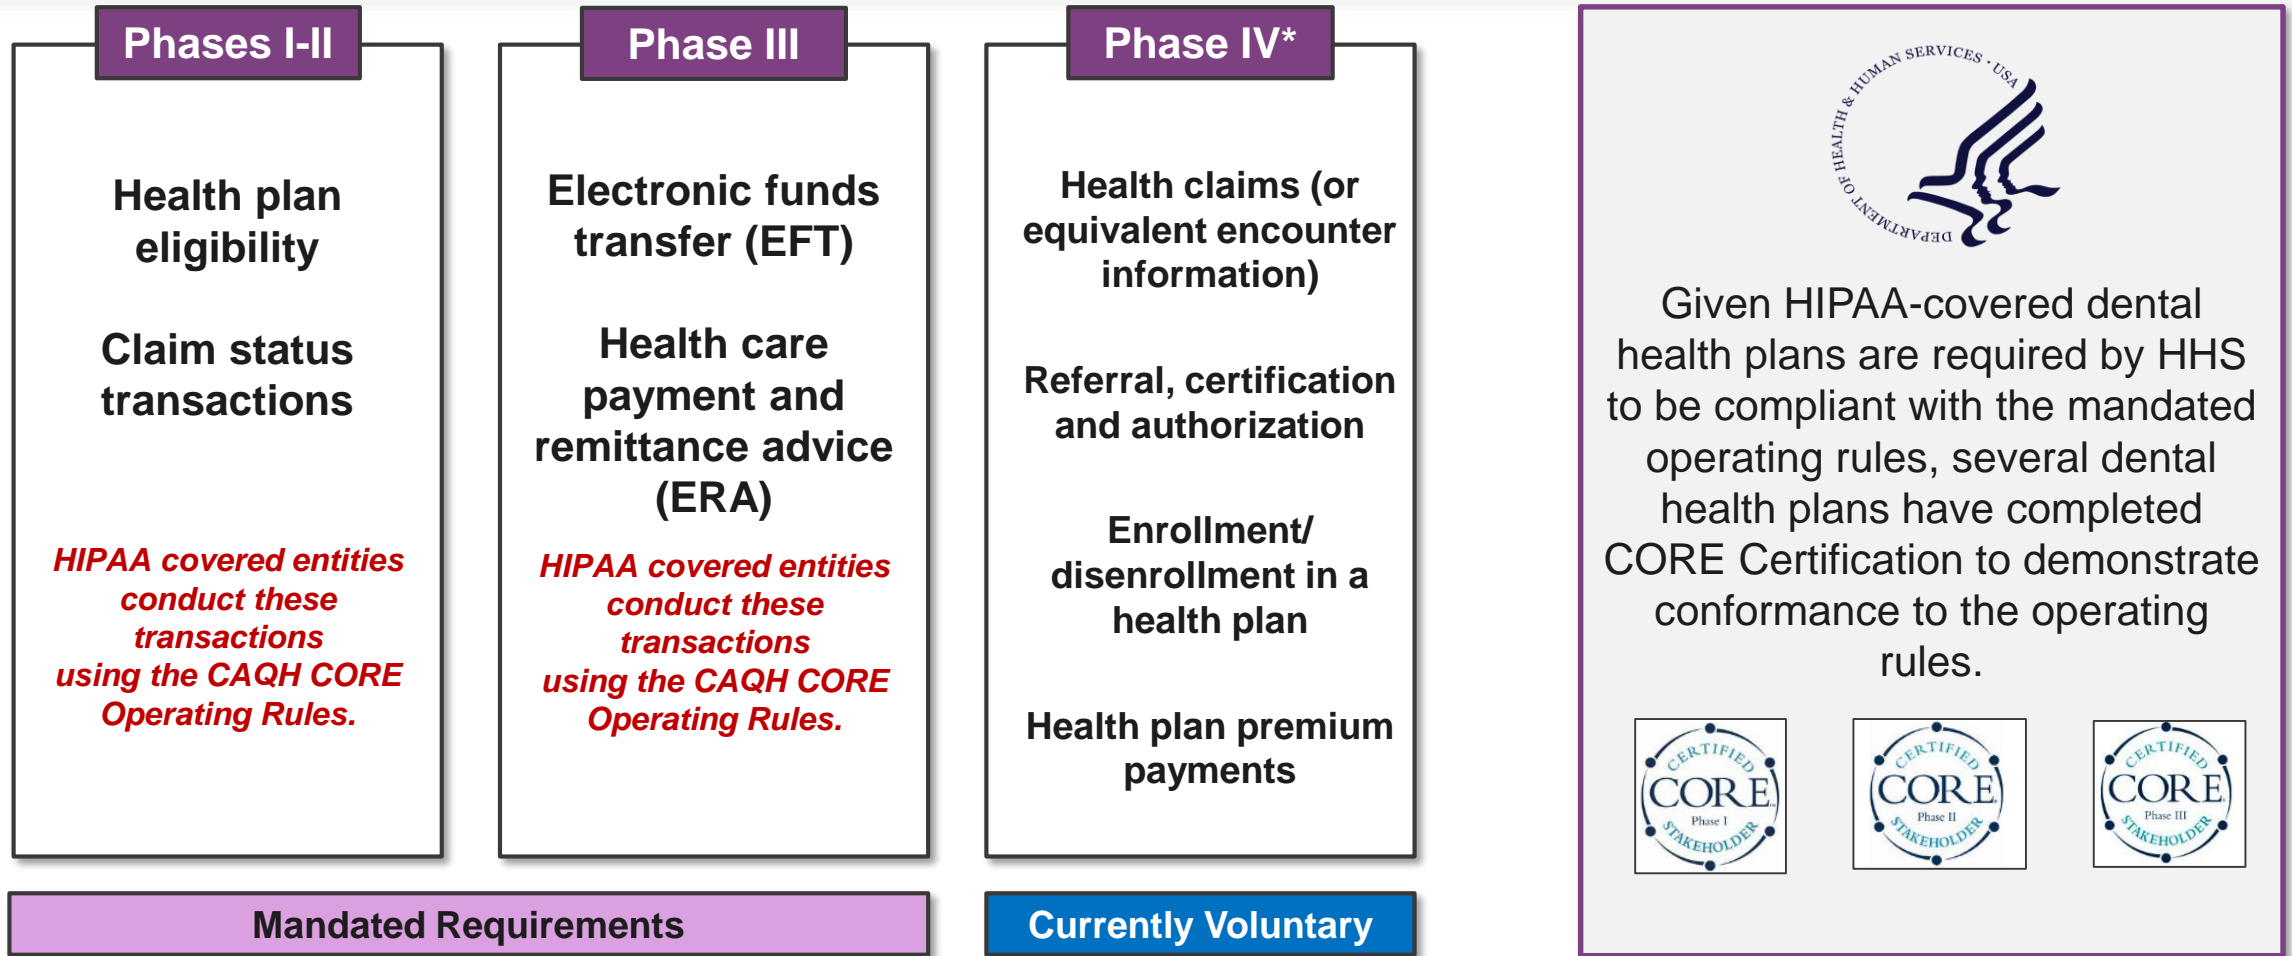 Phases I-II
Health plan
eligibility
Claim status
transactions
HIPAA covered entities
conduct these
transactions
using the CAQH CORE
Operating Rules.
Phase III
Electronic funds
transfer (EFT)
Health care
payment and
remittance advice
(ERA)
HIPAA covered entities
conduct these
transactions
using the CAQH CORE
Operating Rules.
Phase IV*
Health claims (or
equivalent encounter
information)
Referral, certification
and authorization
Enrollment/
disenrollment in a
health plan
Health plan premium
payments
Mandated Requirements
Currently Voluntary
DEPARTMENT OF HEALTH & HUMAN SERVICES · USA
Given HIPAA-covered dental
health plans are required by HHS
to be compliant with the mandated
operating rules, several dental
health plans have completed
CORE Certification to demonstrate
conformance to the operating
rules.
CERTIFIED
CORE
Phase I
STAKEHOLDER
CERTIFIED
CORE
Phase II
STAKEHOLDER
CERTIFIED
CORE
Phase III
STAKEHOLDER